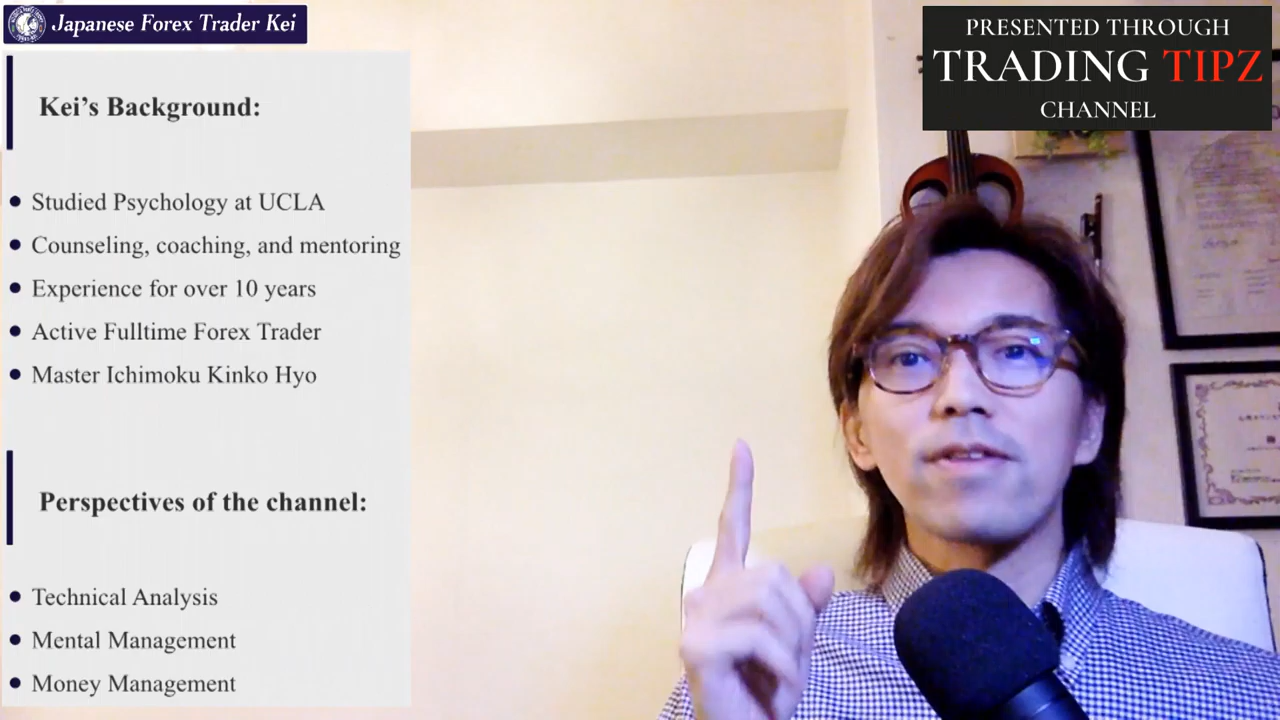 Japanese Forex Trader Kei
PRESENTED THROUGH
TRADING TIPZ
CHANNEL
Kei's Background:
Studied Psychology at UCLA
Counseling, coaching, and mentoring
Experience for over 10 years
Active Fulltime Forex Trader
Master Ichimoku Kinko Hyo
Perspectives of the channel:
Technical Analysis
Mental Management
Money Management